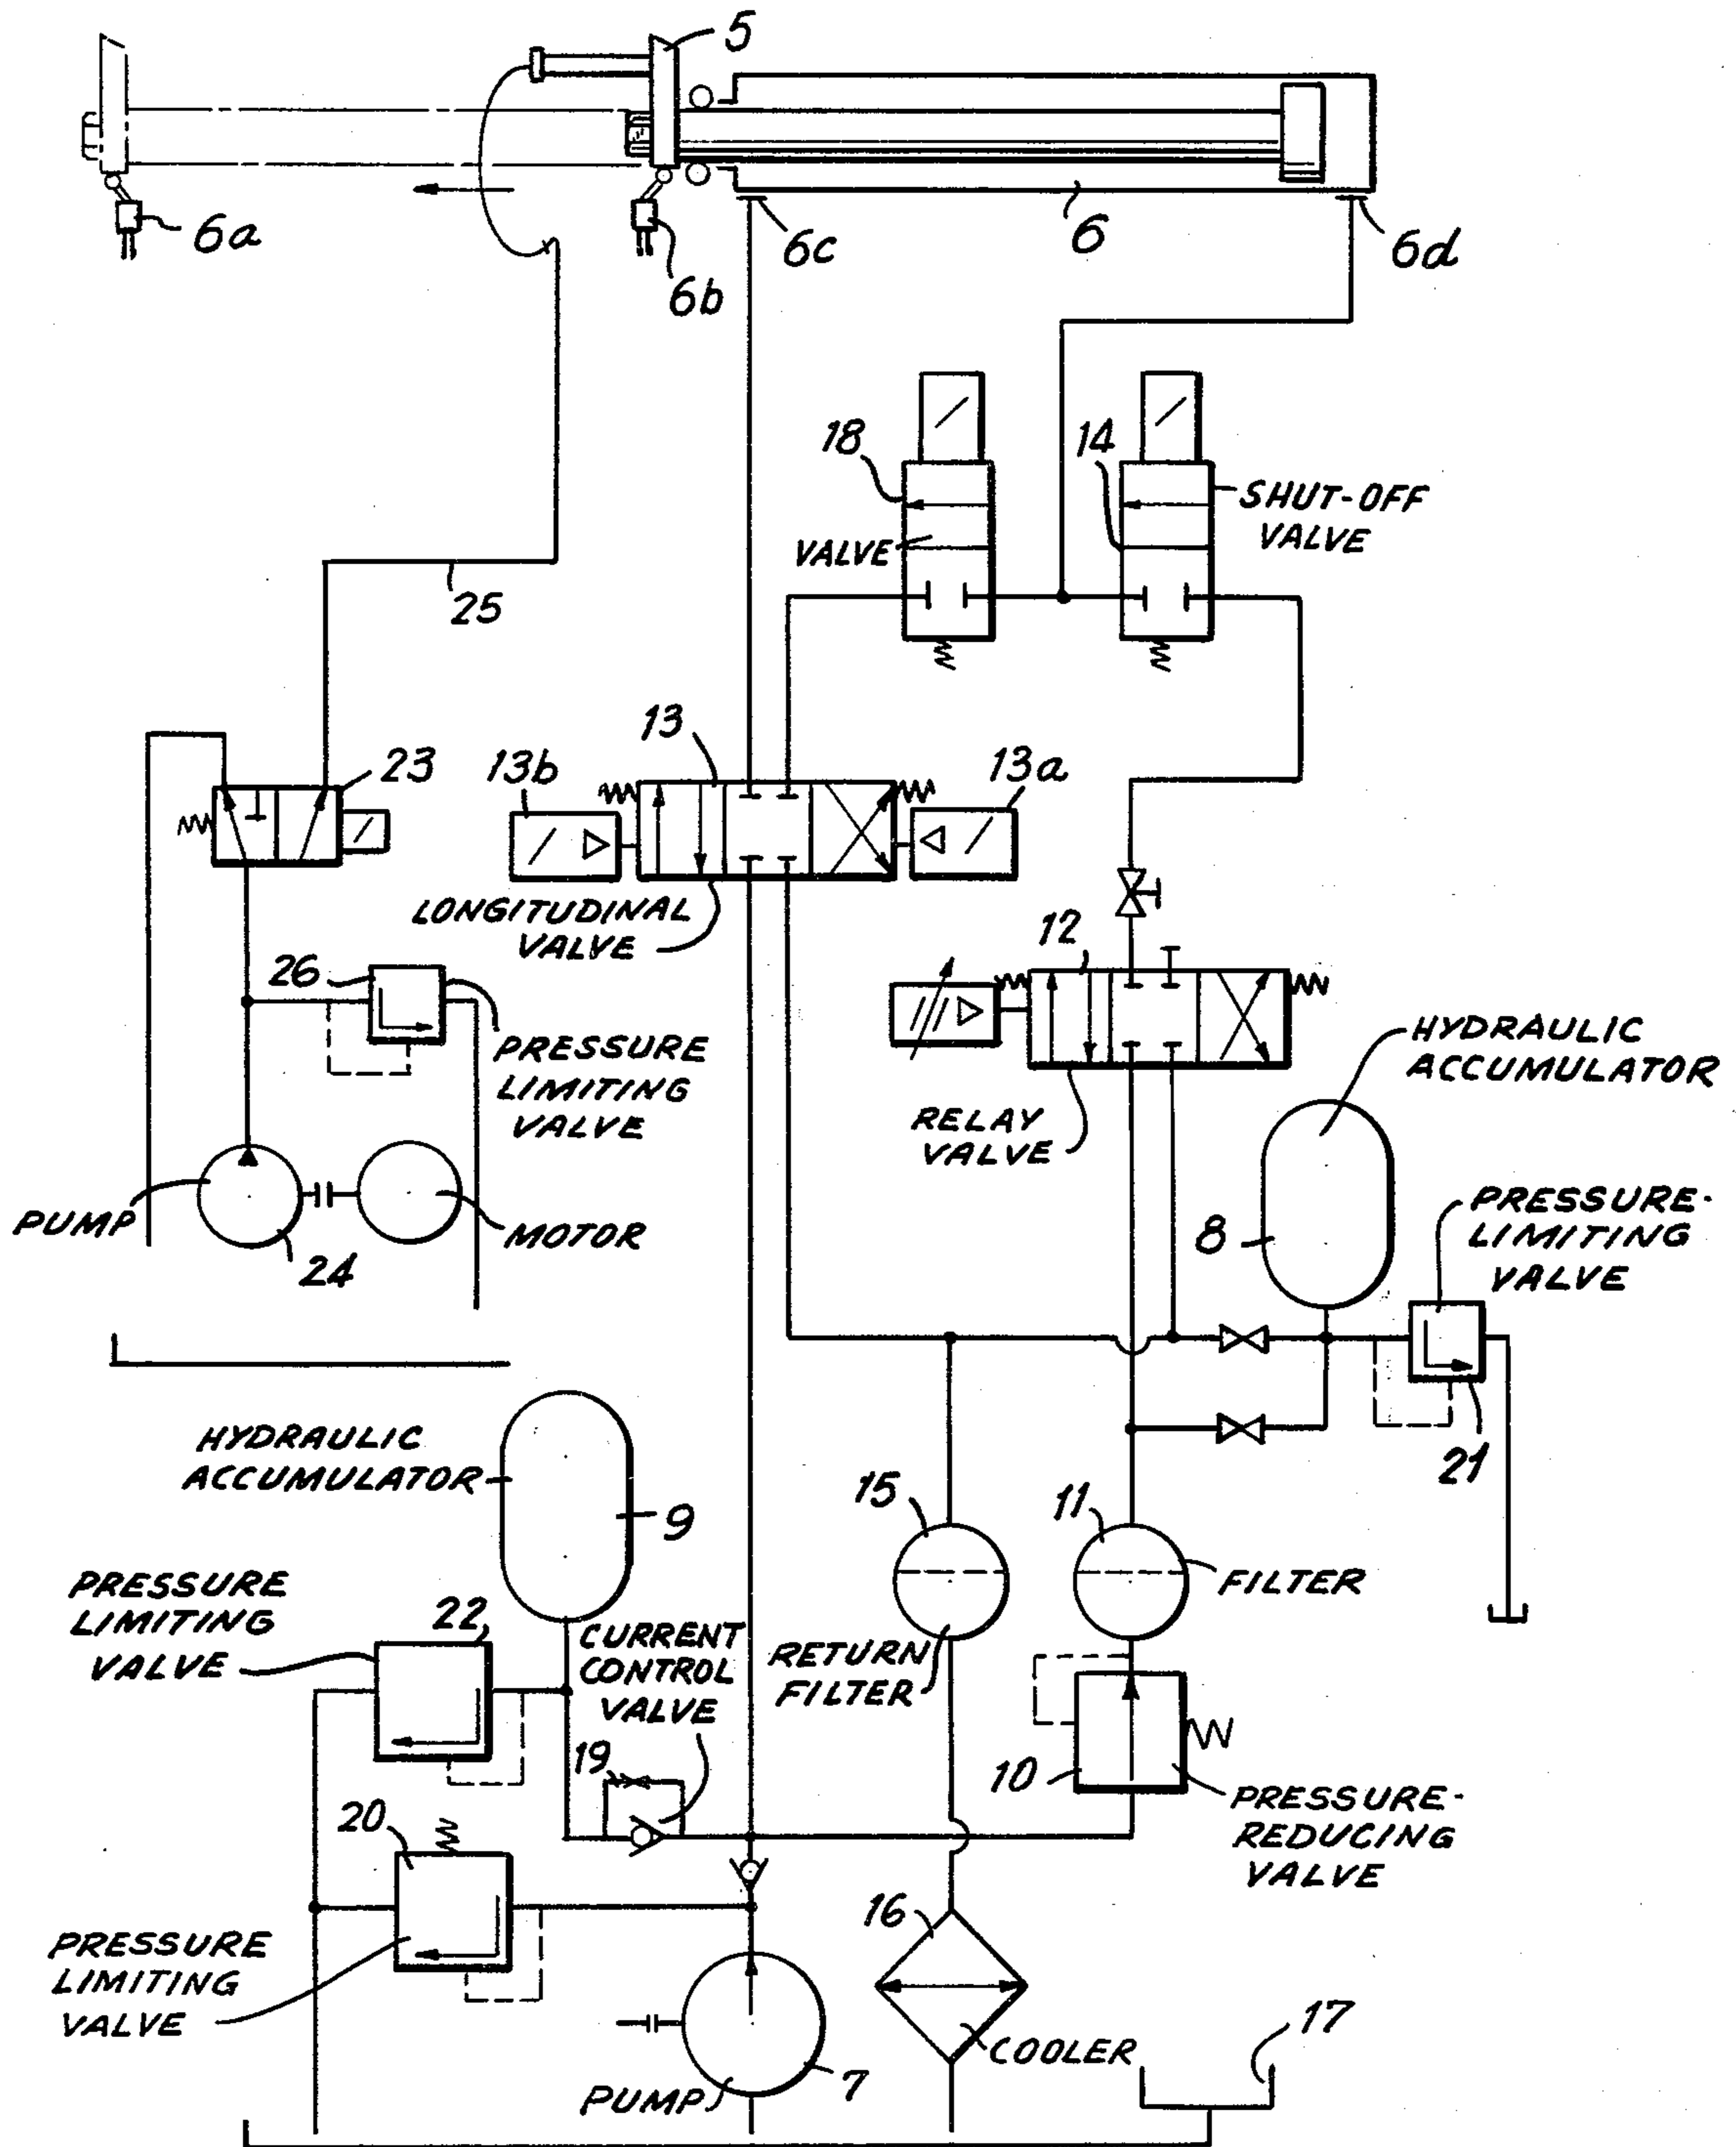 5
6a
6b
6c
6
6d
18
14
SHUT-OFF
VALVE
VALVE
25
13
23
13b
13a
LONGITUDINAL
VALVE
12
26
PRESSURE
LIMITING
VALVE
HYDRAULIC
ACCUMULATOR
RELAY
VALVE
PUMP
MOTOR
24
8
PRESSURE-
LIMITING
VALVE
21
HYDRAULIC
ACCUMULATOR
9
15
11
FILTER
PRESSURE
LIMITING
VALVE
22
CURRENT
CONTROL
VALVE
RETURN
FILTER
19
10
PRESSURE-
REDUCING
VALVE
20
16
PRESSURE
LIMITING
VALVE
COOLER
17
PUMP
7